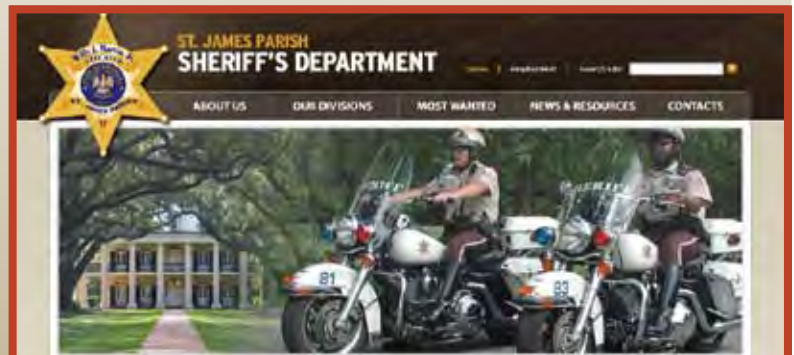 ST. JAMES PARISH
SHERIFF'S DEPARTMENT
ABOUT US
OUR DIVISIONS
MOST WANTED
NEWS & RESOURCES
CONTACTS
81
83